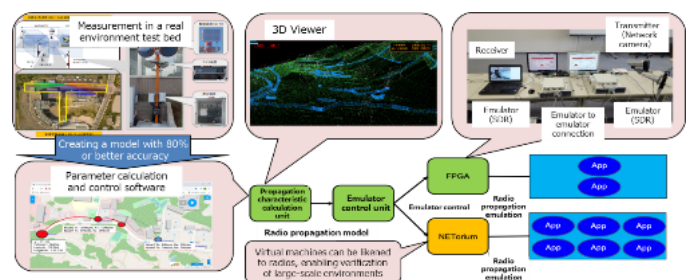 Measurement in a real
environment test bed
3D Viewer
Transmitter
(Network
camera)
Receiver
Emulator
(SDR)
Emulator to
emulator
connection
Emulator
(SDR)
Creating a model with 80%
or better accuracy
Parameter calculation
and control software
Propagation
characteristic
calculation
unit
Emulator
control unit
Radio propagation model
FPGA
Emulator control
NETorium
Radio
propagation
emulation
App
App
App
App
App
App
App
App
Radio
propagation
emulation
Virtual machines can be likened
to radios, enabling verification
of large-scale environments